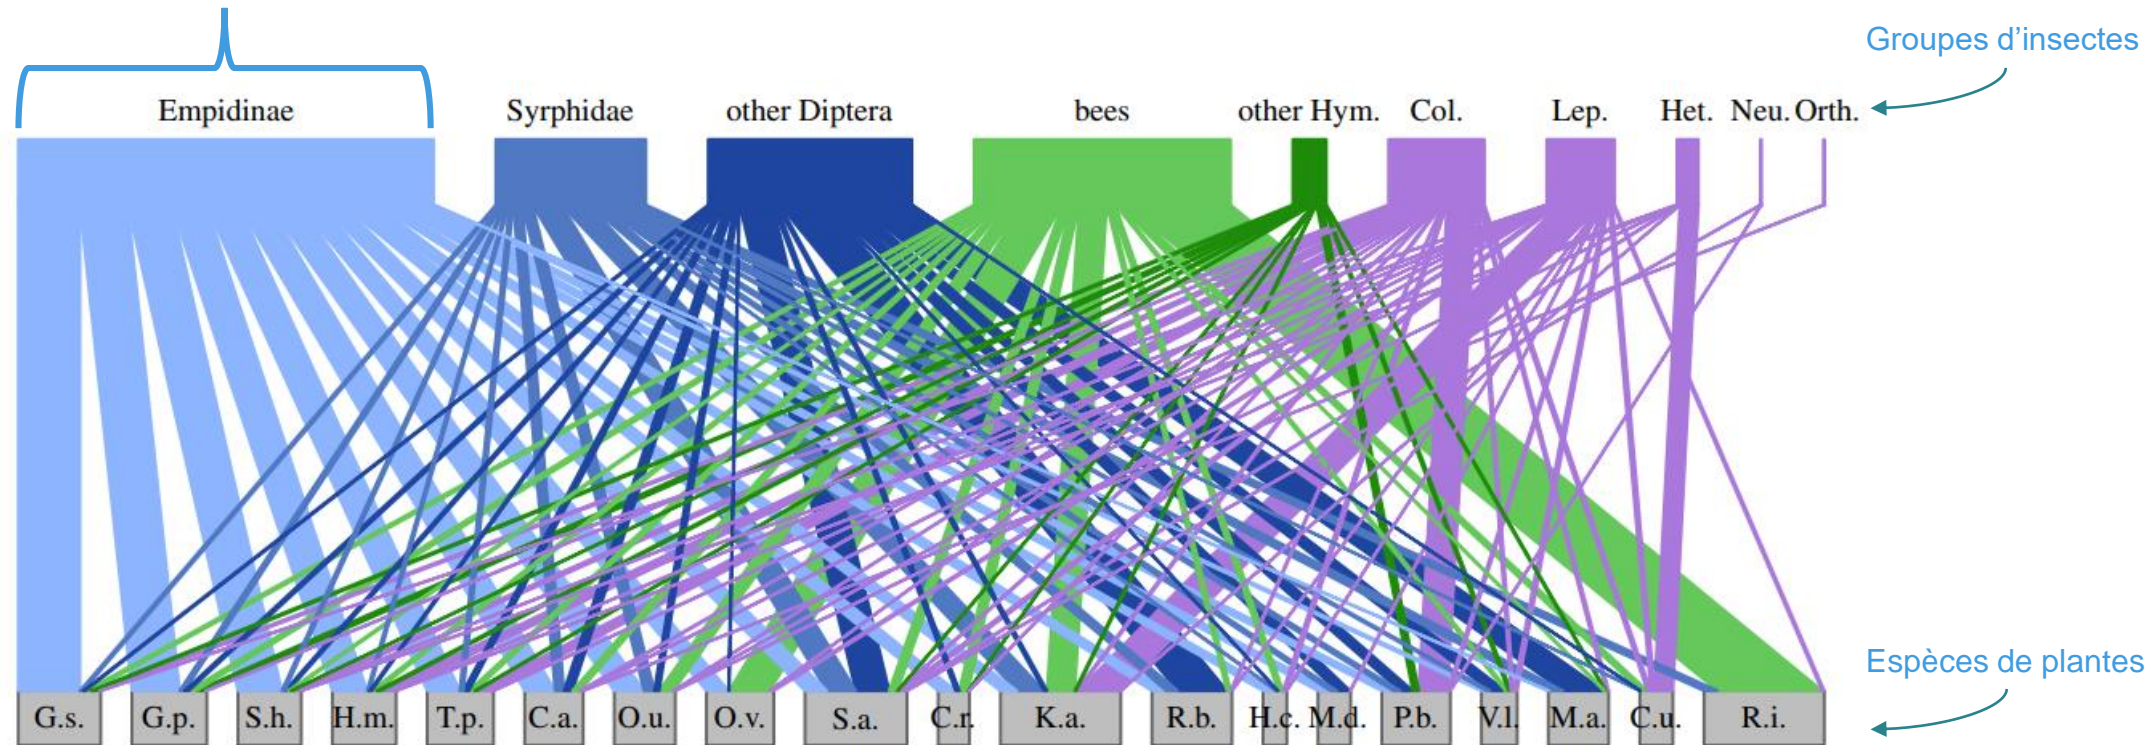 Groupes d'insectes
Empidinae Syrphidae other Diptera bees other Hym. Col. Lep. Het. Neu. Orth.
Espèces de plantes
G.s. G.p. S.h. H.m. T.p. C.a. O.u. O.v. S.a. C.r. K.a. R.b. H.c. M.d. P.b. V.l. M.a. C.u. R.i.